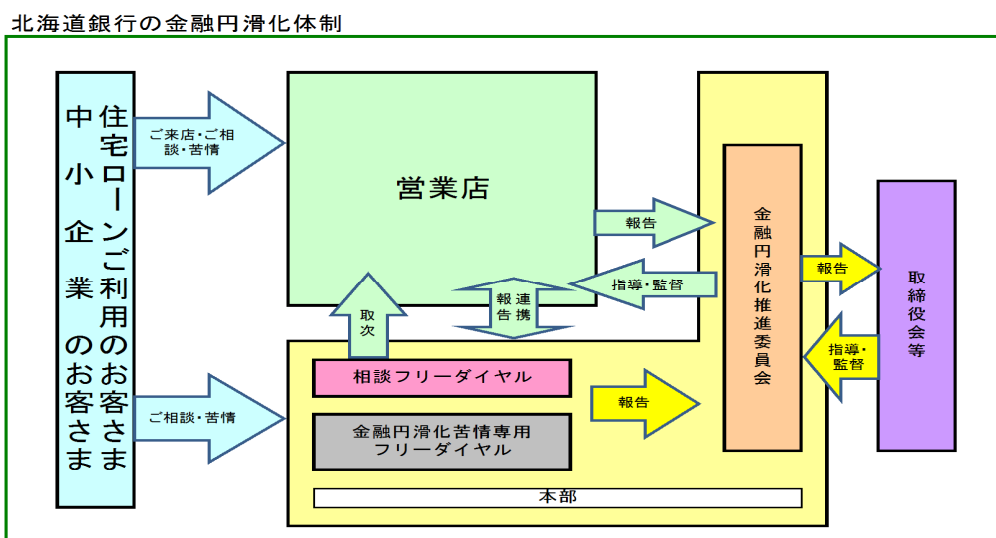 北海道銀行の金融円滑化体制
住宅ローンご利用のお客さま
中小企業のお客さま
ご来店・ご相
談・苦情
営業店
報告
指導・監督
取次
連携
報告
ご相談・苦情
相談フリーダイヤル
金融円滑化苦情専用
フリーダイヤル
報告
本部
金融円滑化推進委員会
報告
指導・
監督
取締役会等